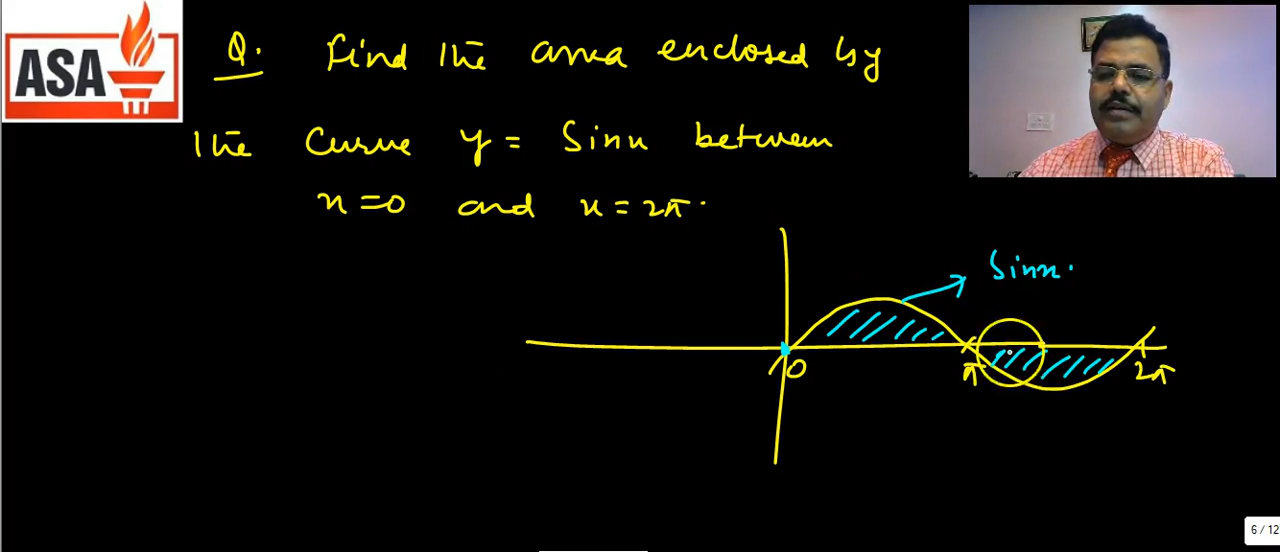 ASA
Q. Find the area enclosed by
the curve y = Sinx between
x=0 and x=2π.
Sinx.
0
π
2π
6 / 12